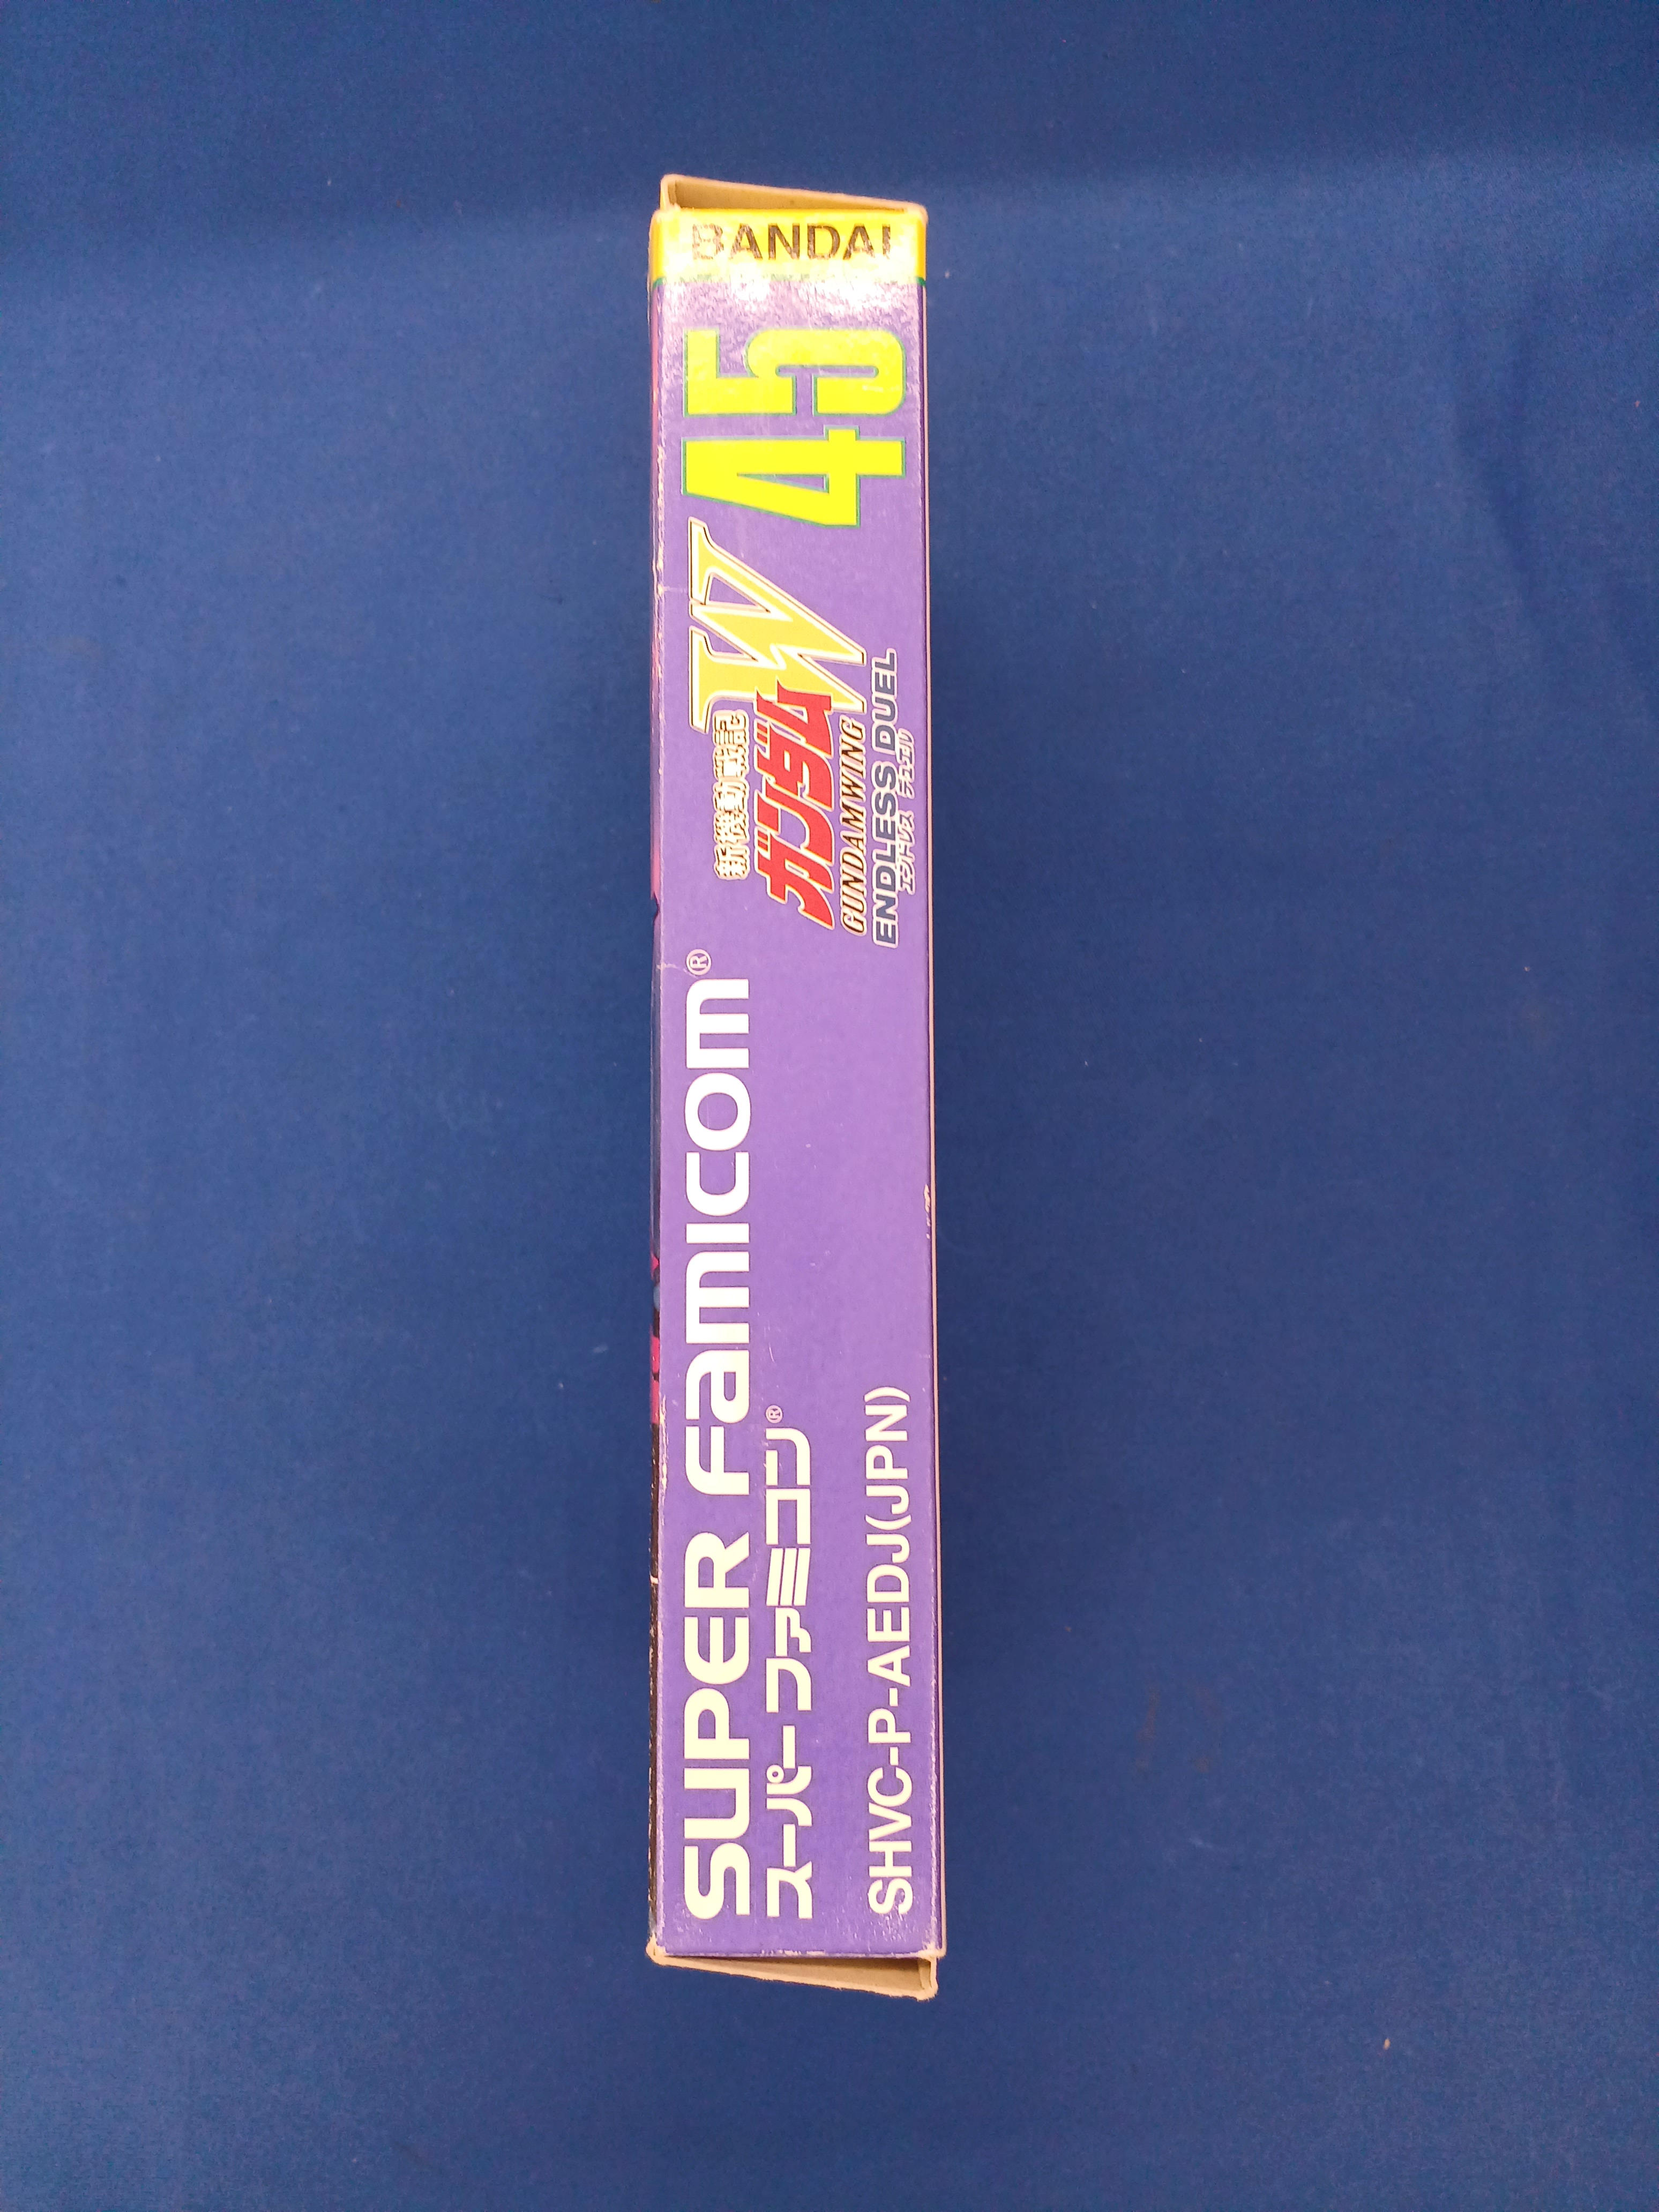 BANDAI
45
新機動戦記
ガンダムW
GUNDAM WING
ENDLESS DUEL
エンドレス デュエル
SUPER Famicom®
スーパーファミコン®
SHVC-P-AEDJ(JPN)